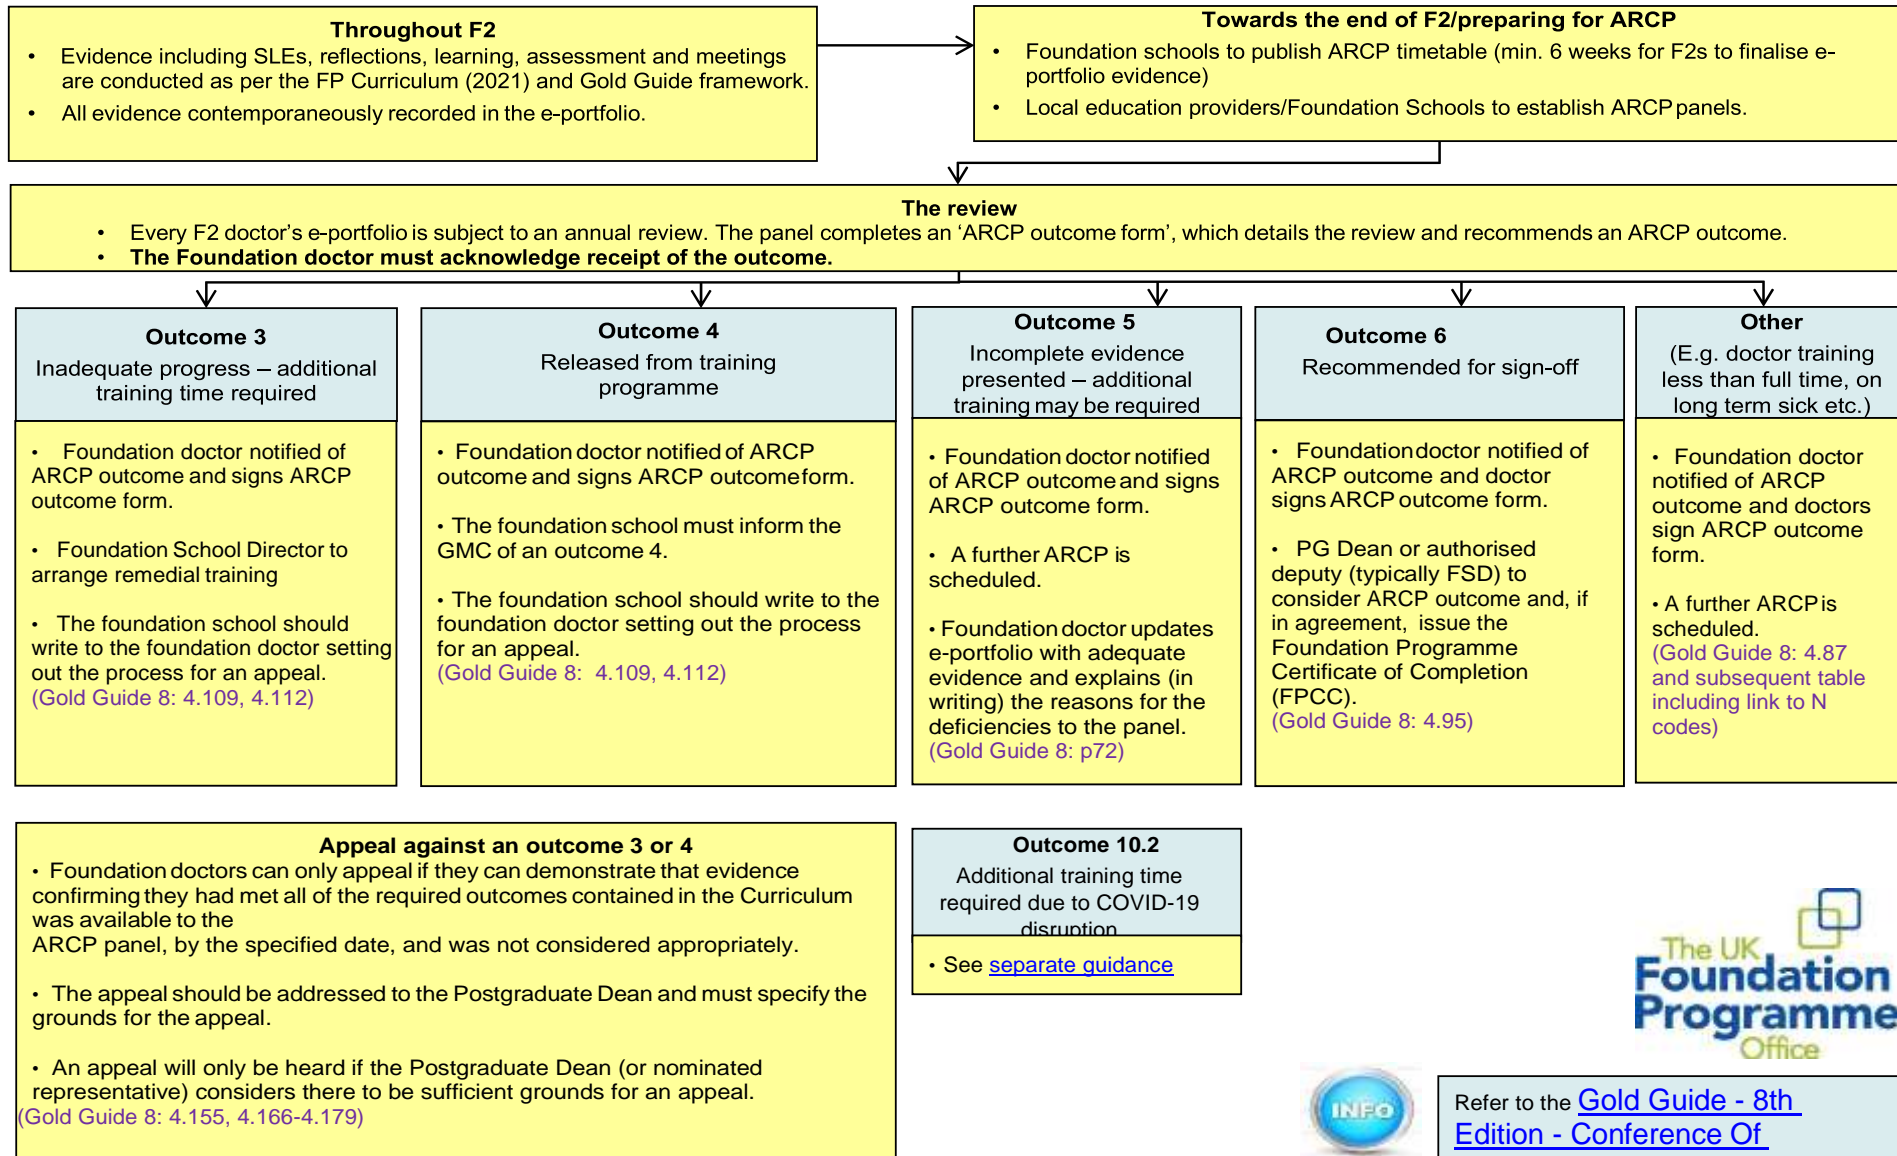 Throughout F2
• Evidence including SLEs, reflections, learning, assessment and meetings
are conducted as per the FP Curriculum (2021) and Gold Guide framework.
• All evidence contemporaneously recorded in the e-portfolio.
Towards the end of F2/preparing for ARCP
• Foundation schools to publish ARCP timetable (min. 6 weeks for F2s to finalise e-
portfolio evidence)
• Local education providers/Foundation Schools to establish ARCP panels.
The review
• Every F2 doctor's e-portfolio is subject to an annual review. The panel completes an 'ARCP outcome form', which details the review and recommends an ARCP outcome.
• The Foundation doctor must acknowledge receipt of the outcome.
Outcome 3
Inadequate progress – additional
training time required
• Foundation doctor notified of
ARCP outcome and signs ARCP
outcome form.
• Foundation School Director to
arrange remedial training
• The foundation school should
write to the foundation doctor setting
out the process for an appeal.
(Gold Guide 8: 4.109, 4.112)
Outcome 4
Released from training
programme
• Foundation doctor notified of ARCP
outcome and signs ARCP outcome form.
• The foundation school must inform the
GMC of an outcome 4.
• The foundation school should write to the
foundation doctor setting out the process
for an appeal.
(Gold Guide 8: 4.109, 4.112)
Outcome 5
Incomplete evidence
presented – additional
training may be required
• Foundation doctor notified
of ARCP outcome and signs
ARCP outcome form.
• A further ARCP is
scheduled.
• Foundation doctor updates
e-portfolio with adequate
evidence and explains (in
writing) the reasons for the
deficiencies to the panel.
(Gold Guide 8: p72)
Outcome 6
Recommended for sign-off
• Foundation doctor notified of
ARCP outcome and doctor
signs ARCP outcome form.
• PG Dean or authorised
deputy (typically FSD) to
consider ARCP outcome and, if
in agreement, issue the
Foundation Programme
Certificate of Completion
(FPCC).
(Gold Guide 8: 4.95)
Other
(E.g. doctor training
less than full time, on
long term sick etc.)
• Foundation doctor
notified of ARCP
outcome and doctors
sign ARCP outcome
form.
• A further ARCP is
scheduled.
(Gold Guide 8: 4.87
and subsequent table
including link to N
codes)
Appeal against an outcome 3 or 4
• Foundation doctors can only appeal if they can demonstrate that evidence
confirming they had met all of the required outcomes contained in the Curriculum
was available to the
ARCP panel, by the specified date, and was not considered appropriately.
• The appeal should be addressed to the Postgraduate Dean and must specify the
grounds for the appeal.
• An appeal will only be heard if the Postgraduate Dean (or nominated
representative) considers there to be sufficient grounds for an appeal.
(Gold Guide 8: 4.155, 4.166-4.179)
Outcome 10.2
Additional training time
required due to COVID-19
disruption
• See separate guidance
The UK
Foundation
Programme
Office
INFO
Refer to the Gold Guide - 8th
Edition - Conference Of